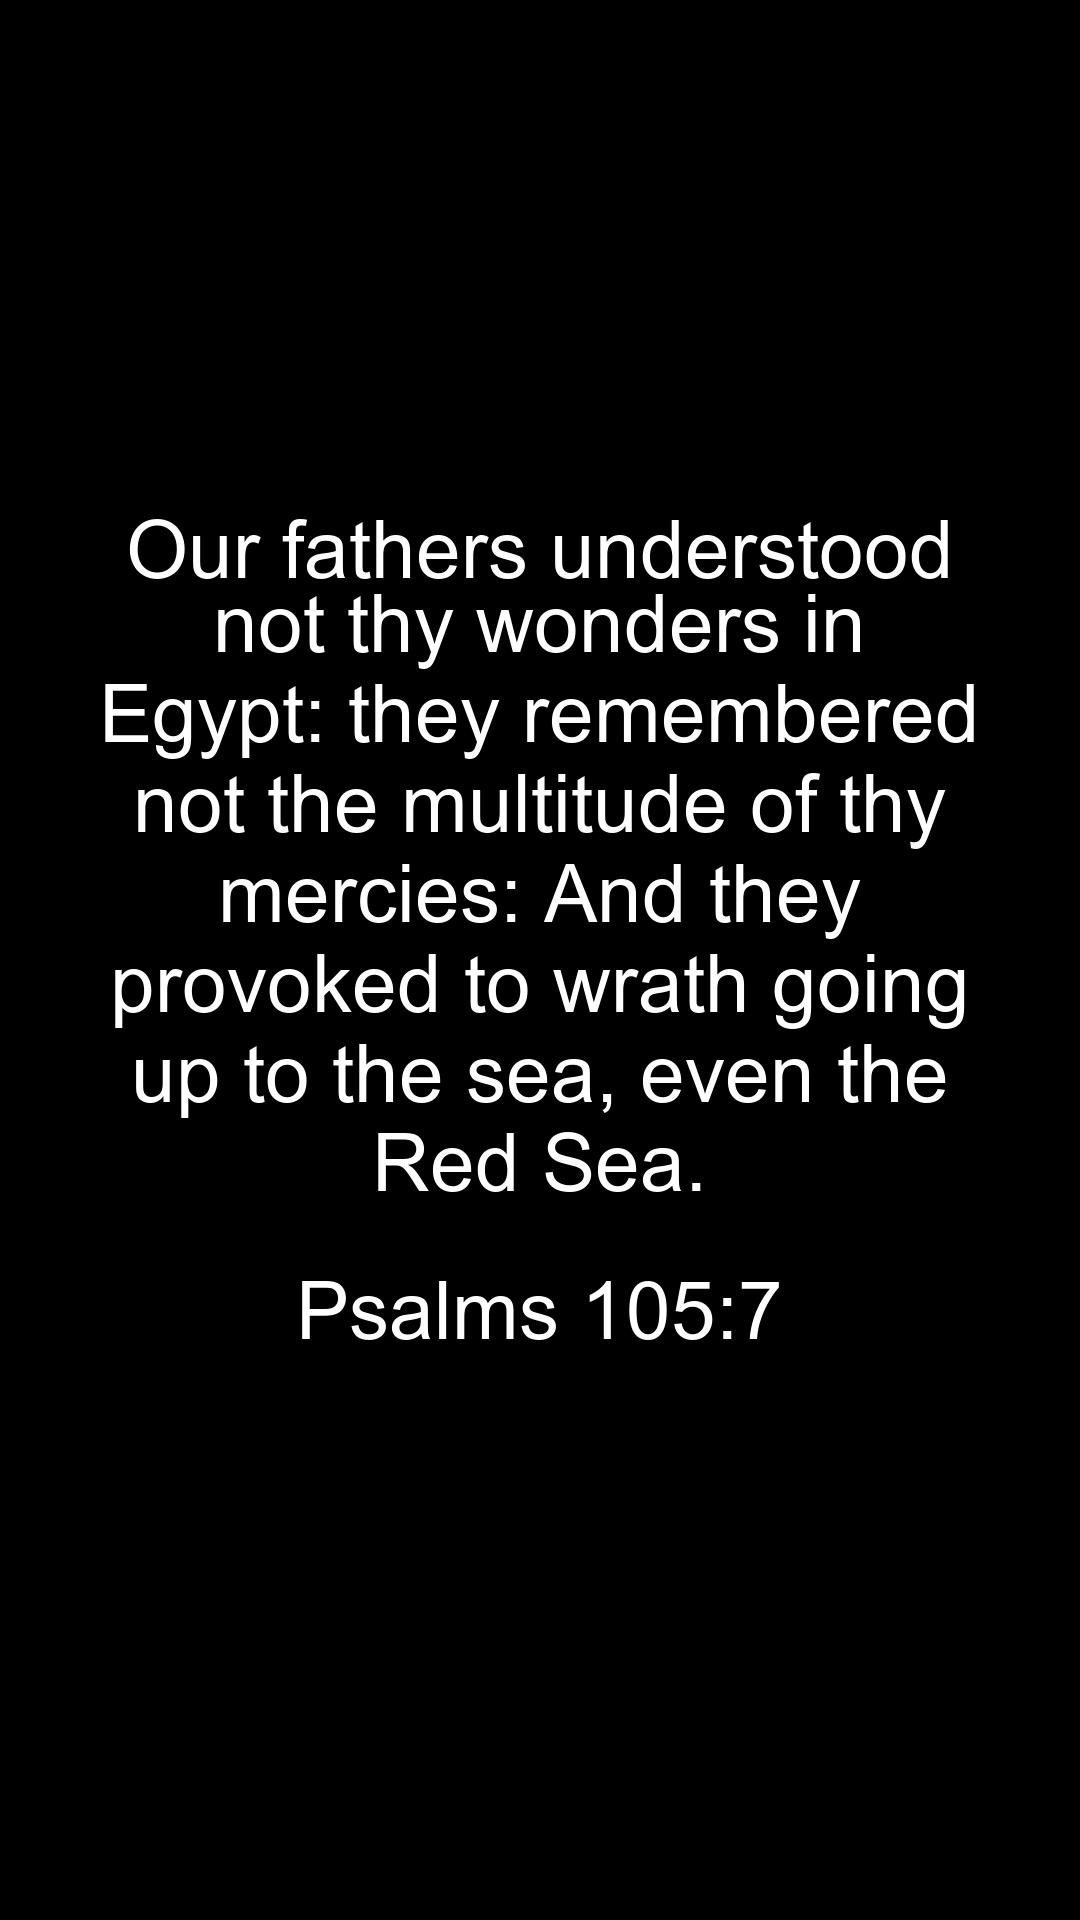 Our fathers understood
not thy wonders in
Egypt: they remembered
not the multitude of thy
mercies: And they
provoked to wrath going
up to the sea, even the
Red Sea.
Psalms 105:7